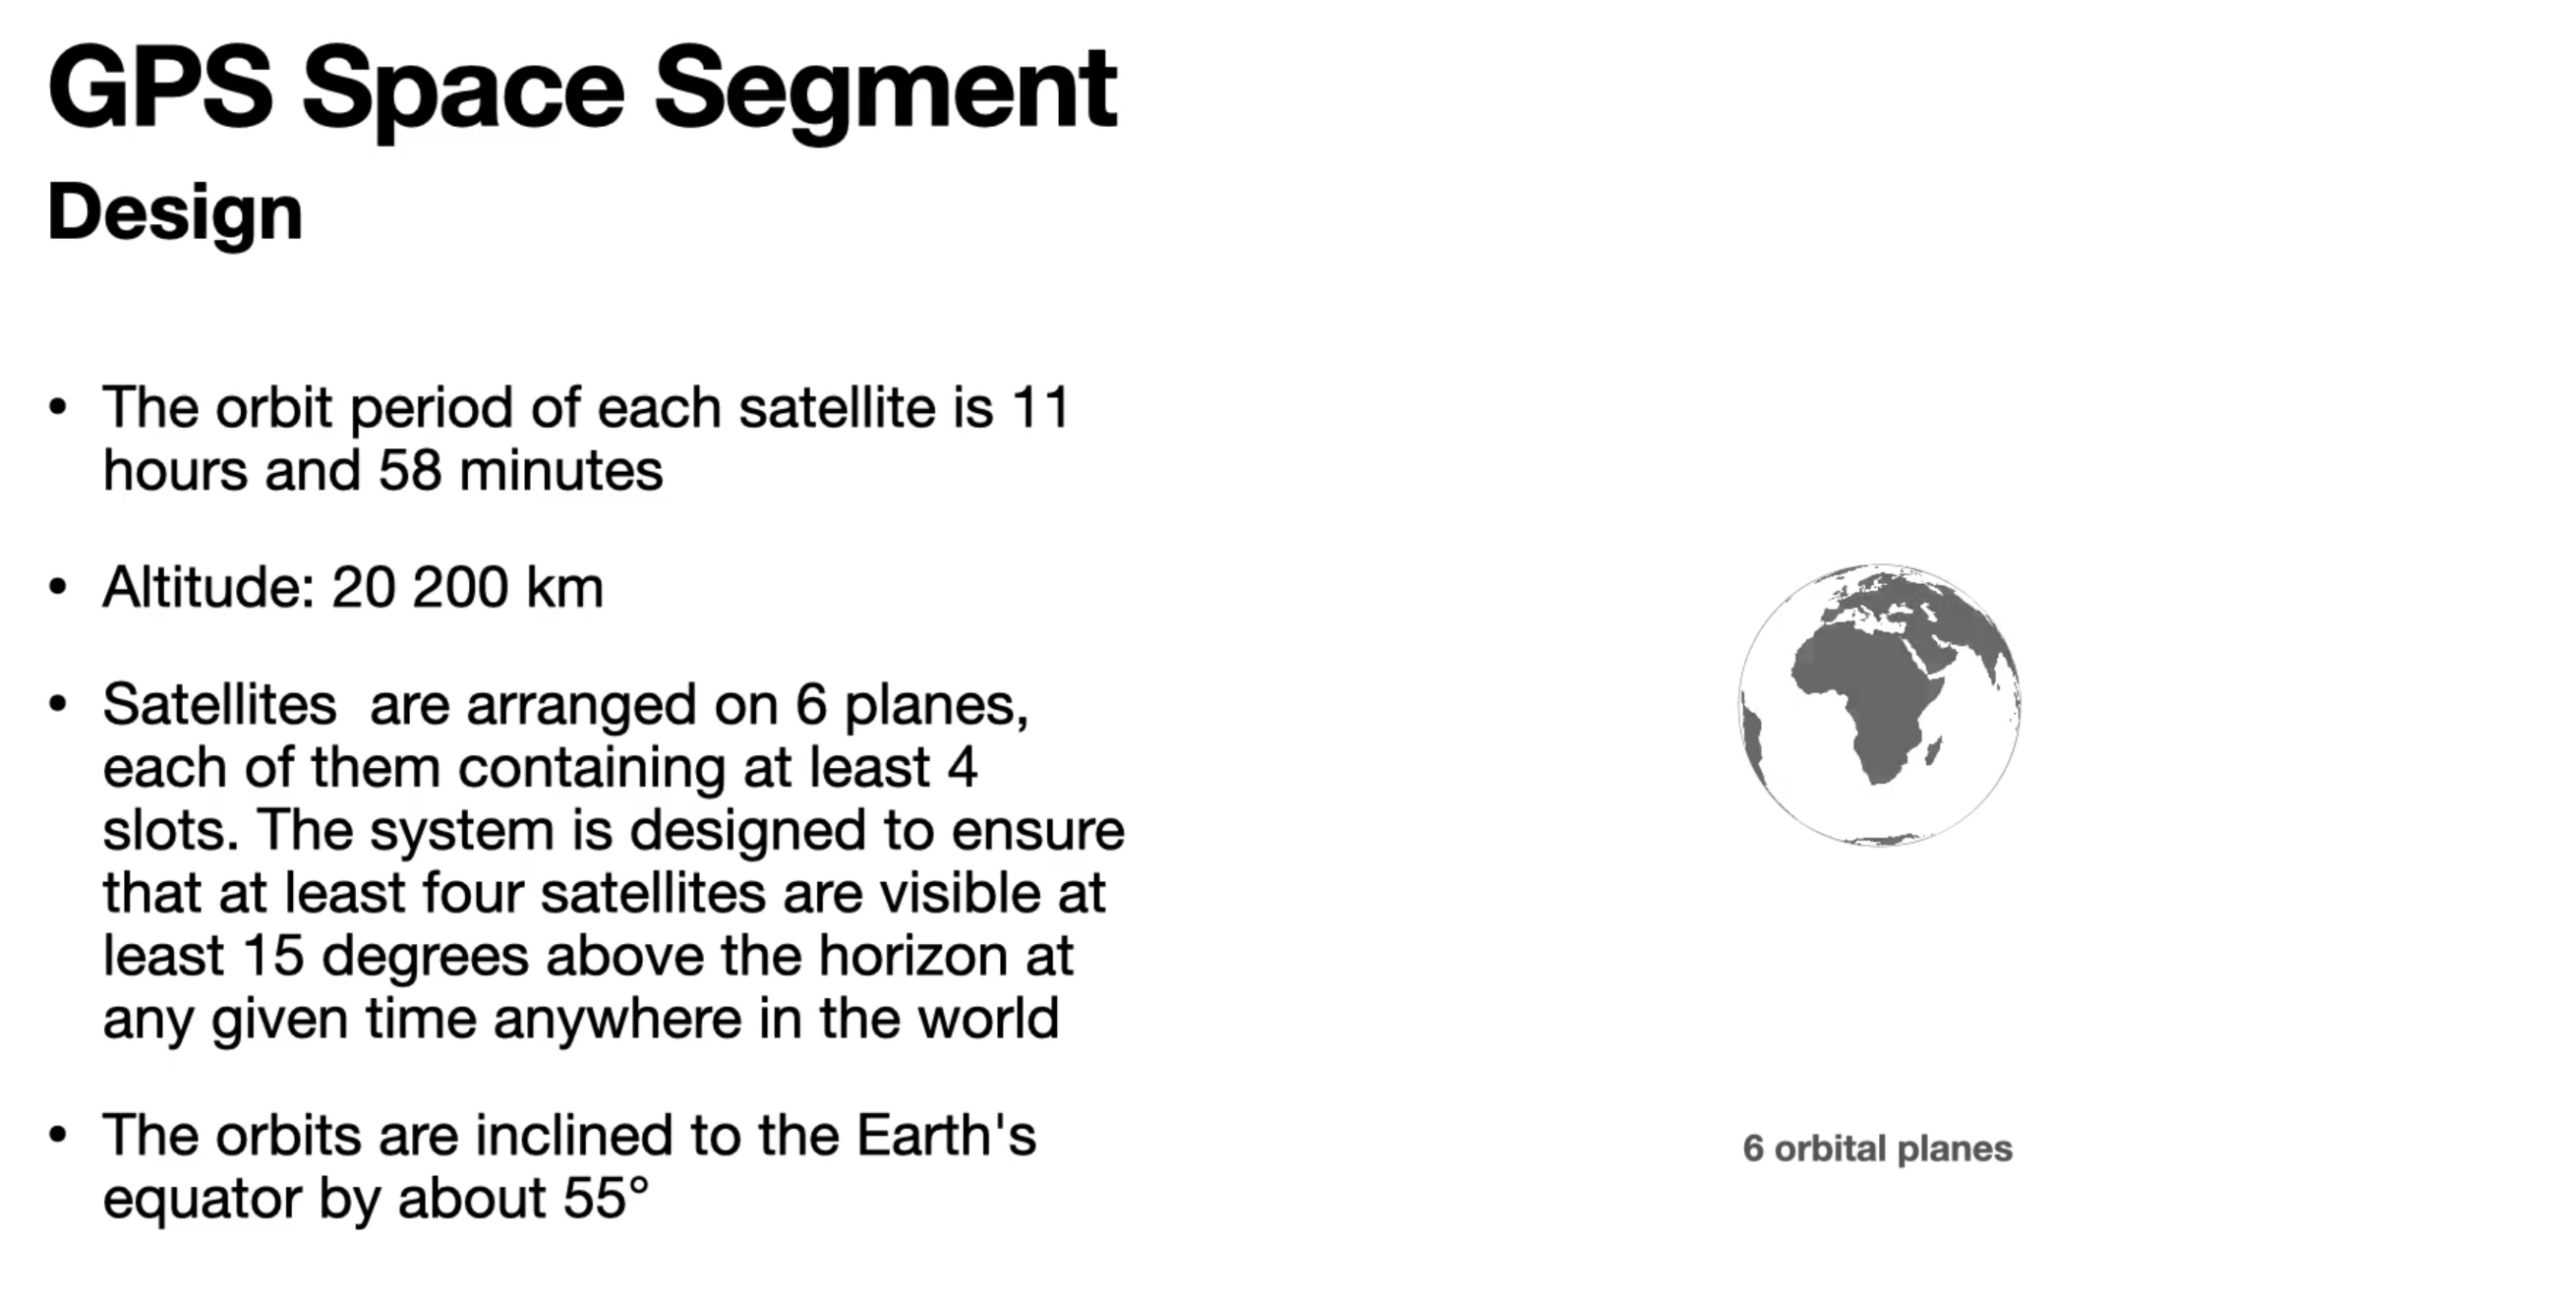 GPS Space Segment
Design
• The orbit period of each satellite is 11
hours and 58 minutes
• Altitude: 20 200 km
• Satellites  are arranged on 6 planes,
each of them containing at least 4
slots. The system is designed to ensure
that at least four satellites are visible at
least 15 degrees above the horizon at
any given time anywhere in the world
• The orbits are inclined to the Earth's
equator by about 55°
6 orbital planes